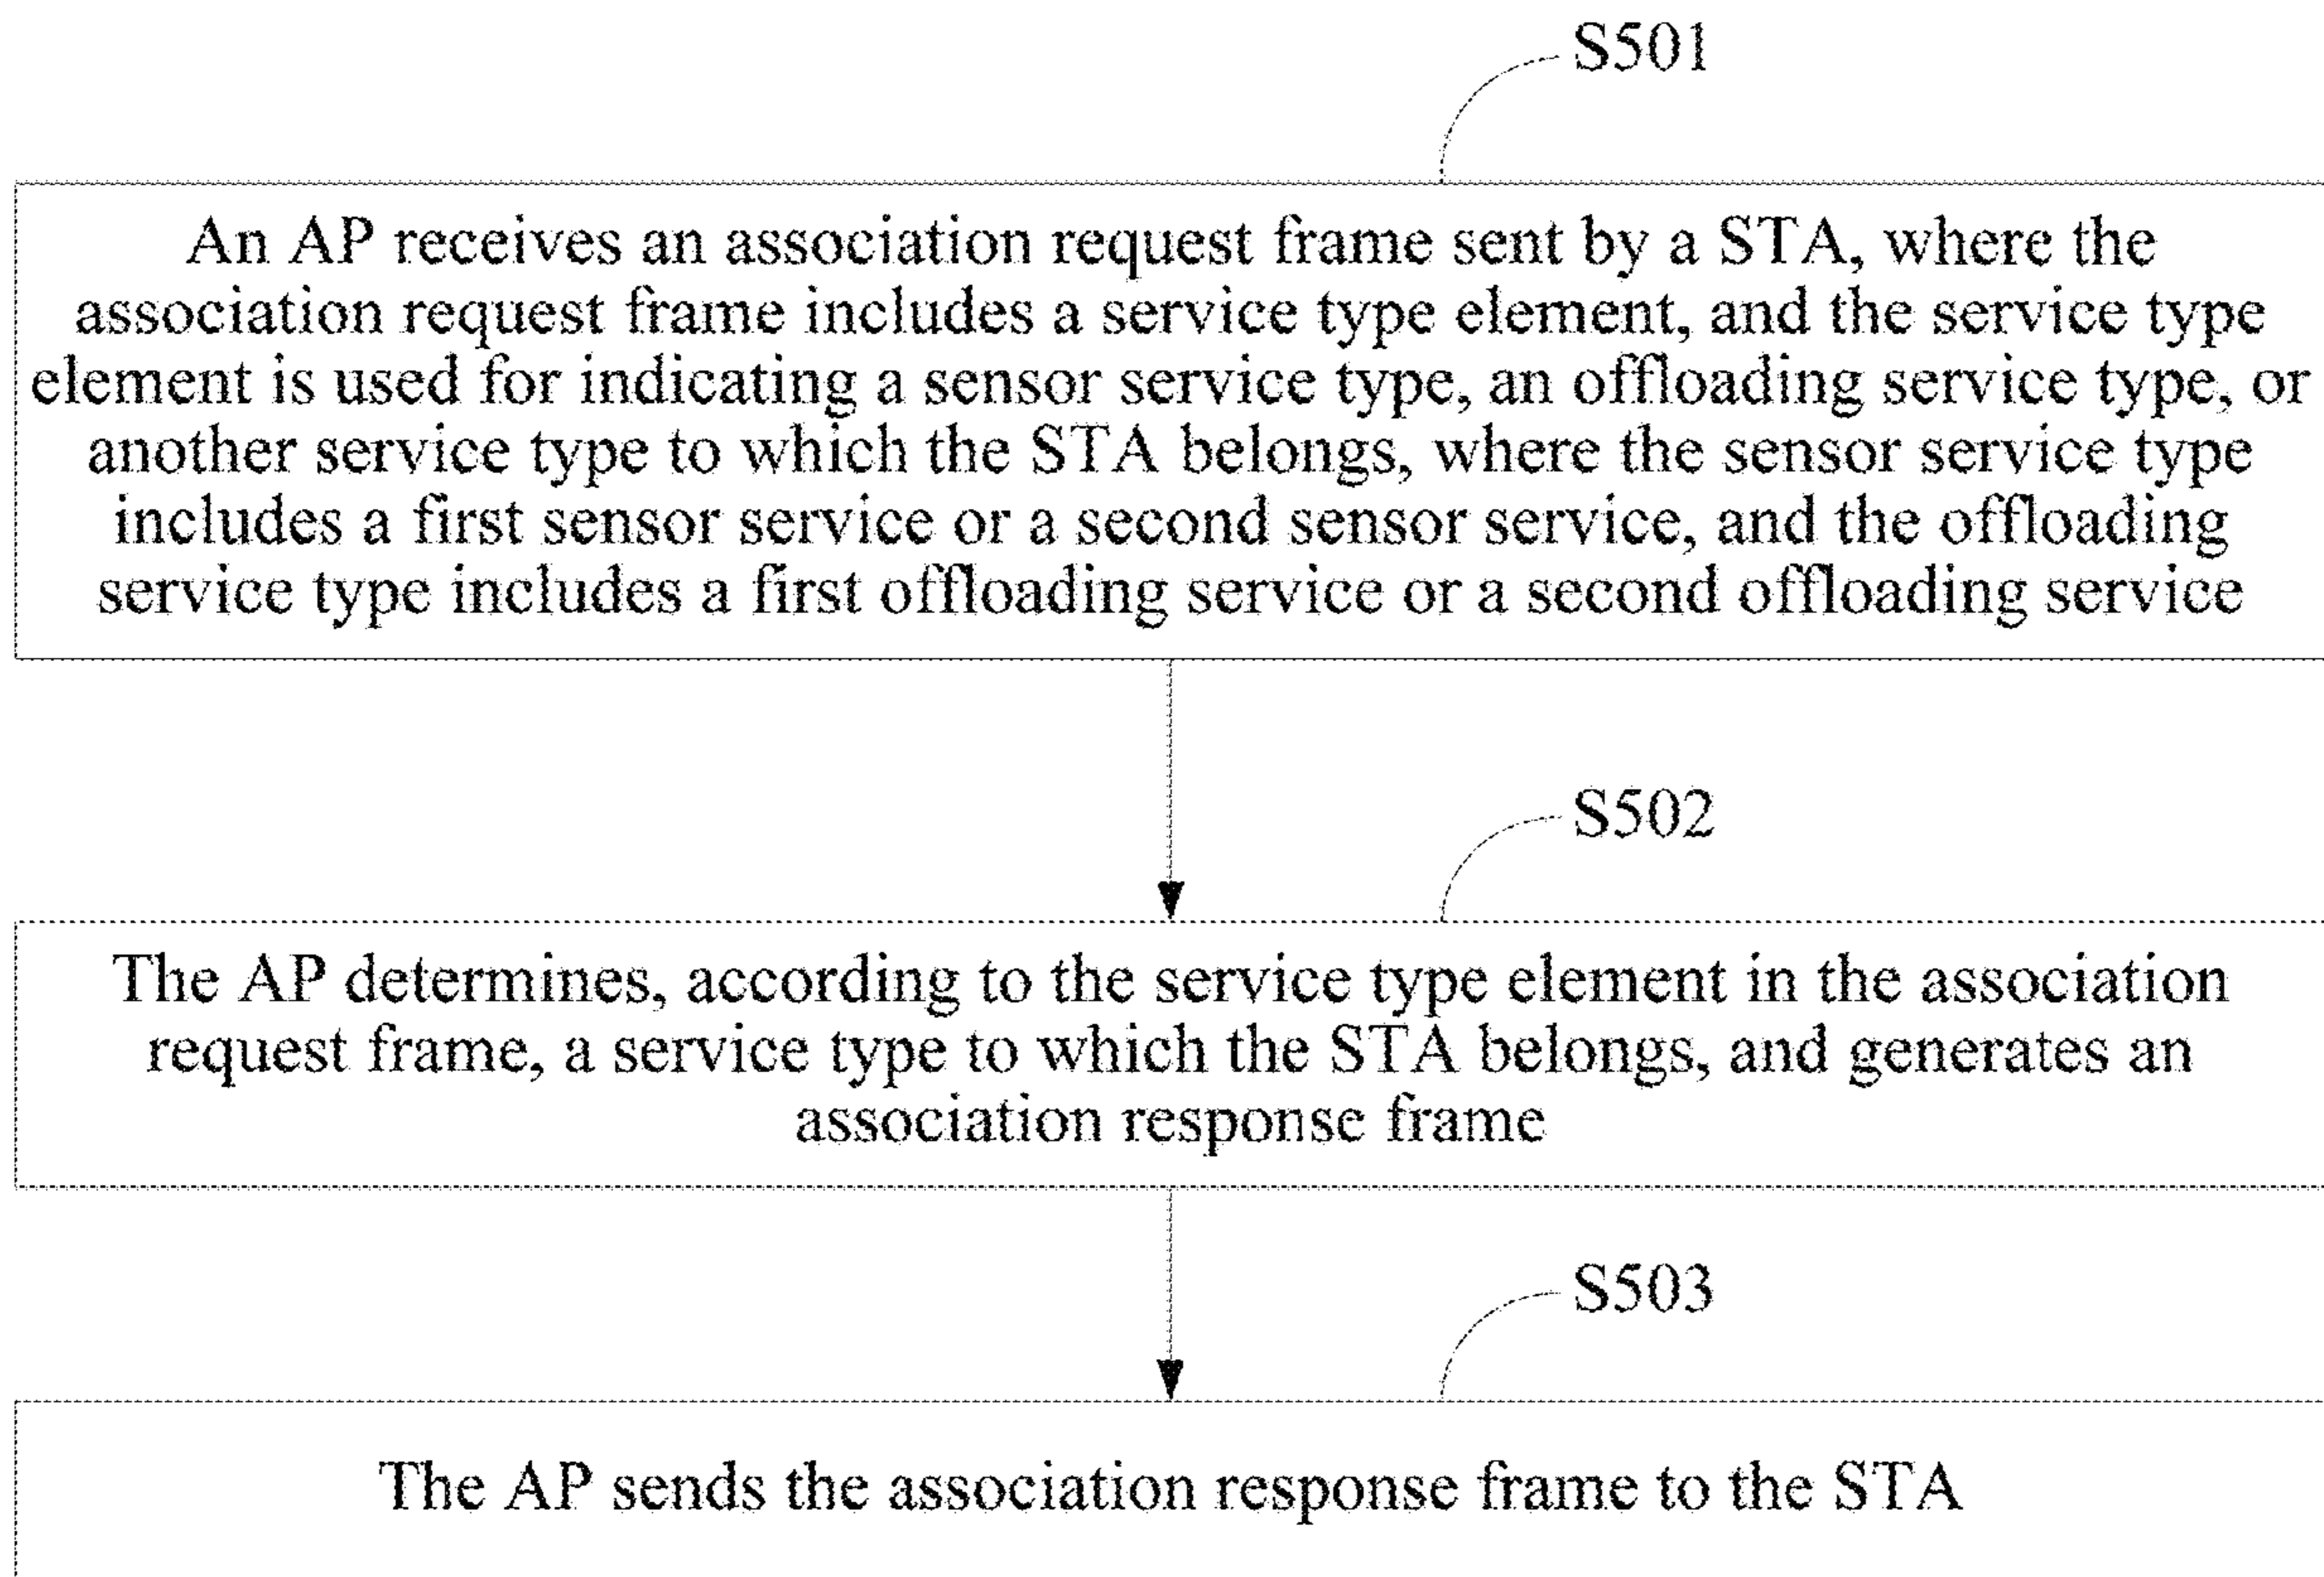 S501
An AP receives an association request frame sent by a STA, where the
association request frame includes a service type element, and the service type
element is used for indicating a sensor service type, an offloading service type, or
another service type to which the STA belongs, where the sensor service type
includes a first sensor service or a second sensor service, and the offloading
service type includes a first offloading service or a second offloading service
S502
The AP determines, according to the service type element in the association
request frame, a service type to which the STA belongs, and generates an
association response frame
S503
The AP sends the association response frame to the STA